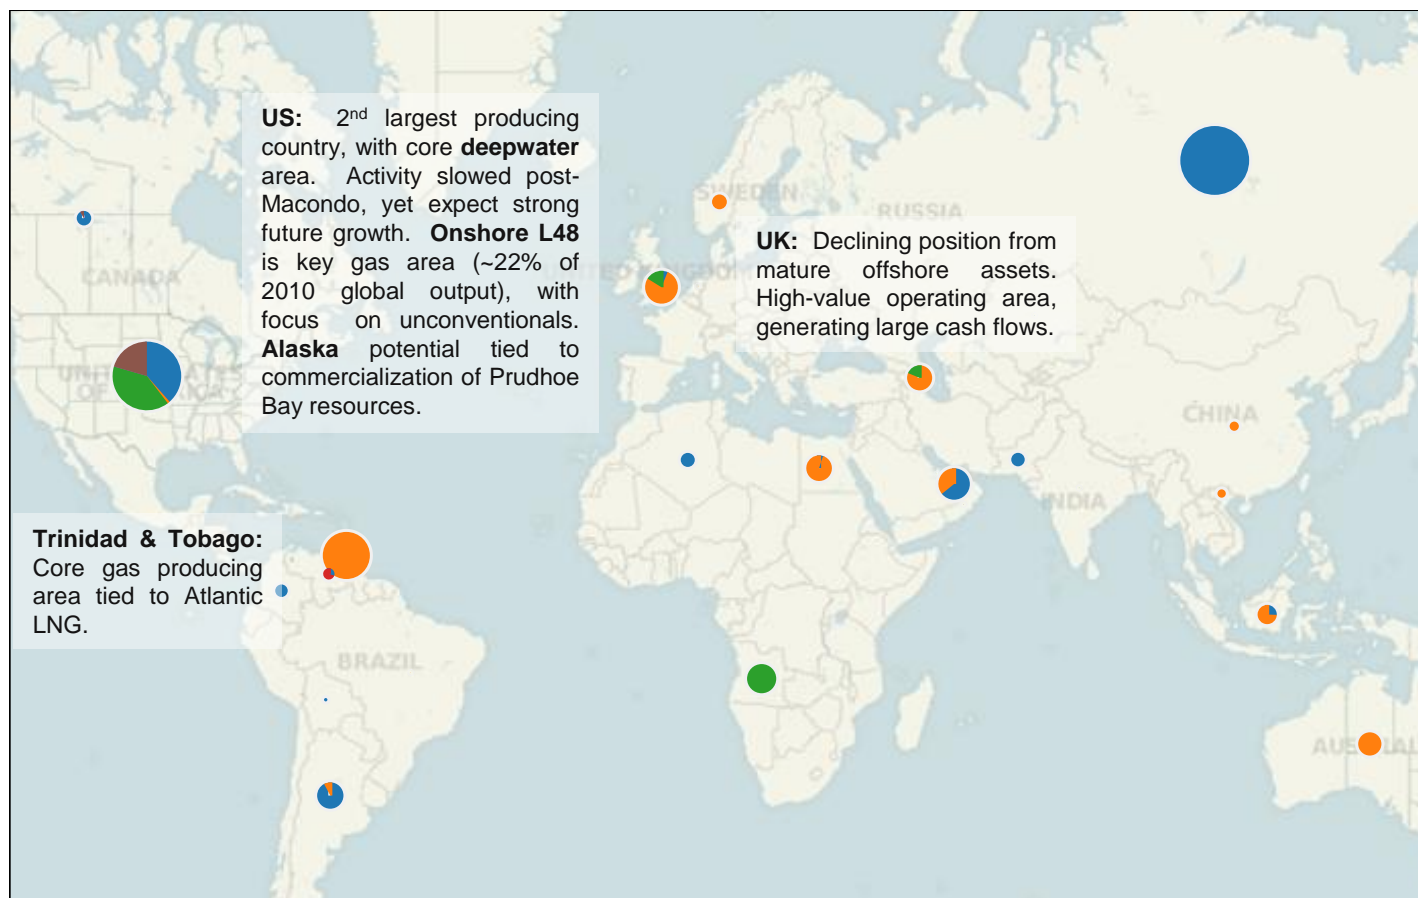 US: 2nd largest producing
country, with core deepwater
area. Activity slowed post-
Macondo, yet expect strong
future growth. Onshore L48
is key gas area (~22% of
2010 global output), with
focus on unconventionals.
Alaska potential tied to
commercialization of Prudhoe
Bay resources.
SWEDEN
RUSSIA
UK: Declining position from
mature offshore assets.
High-value operating area,
generating large cash flows.
CANADA
CHINA
INDIA
Trinidad & Tobago:
Core gas producing
area tied to Atlantic
LNG.
BRAZIL